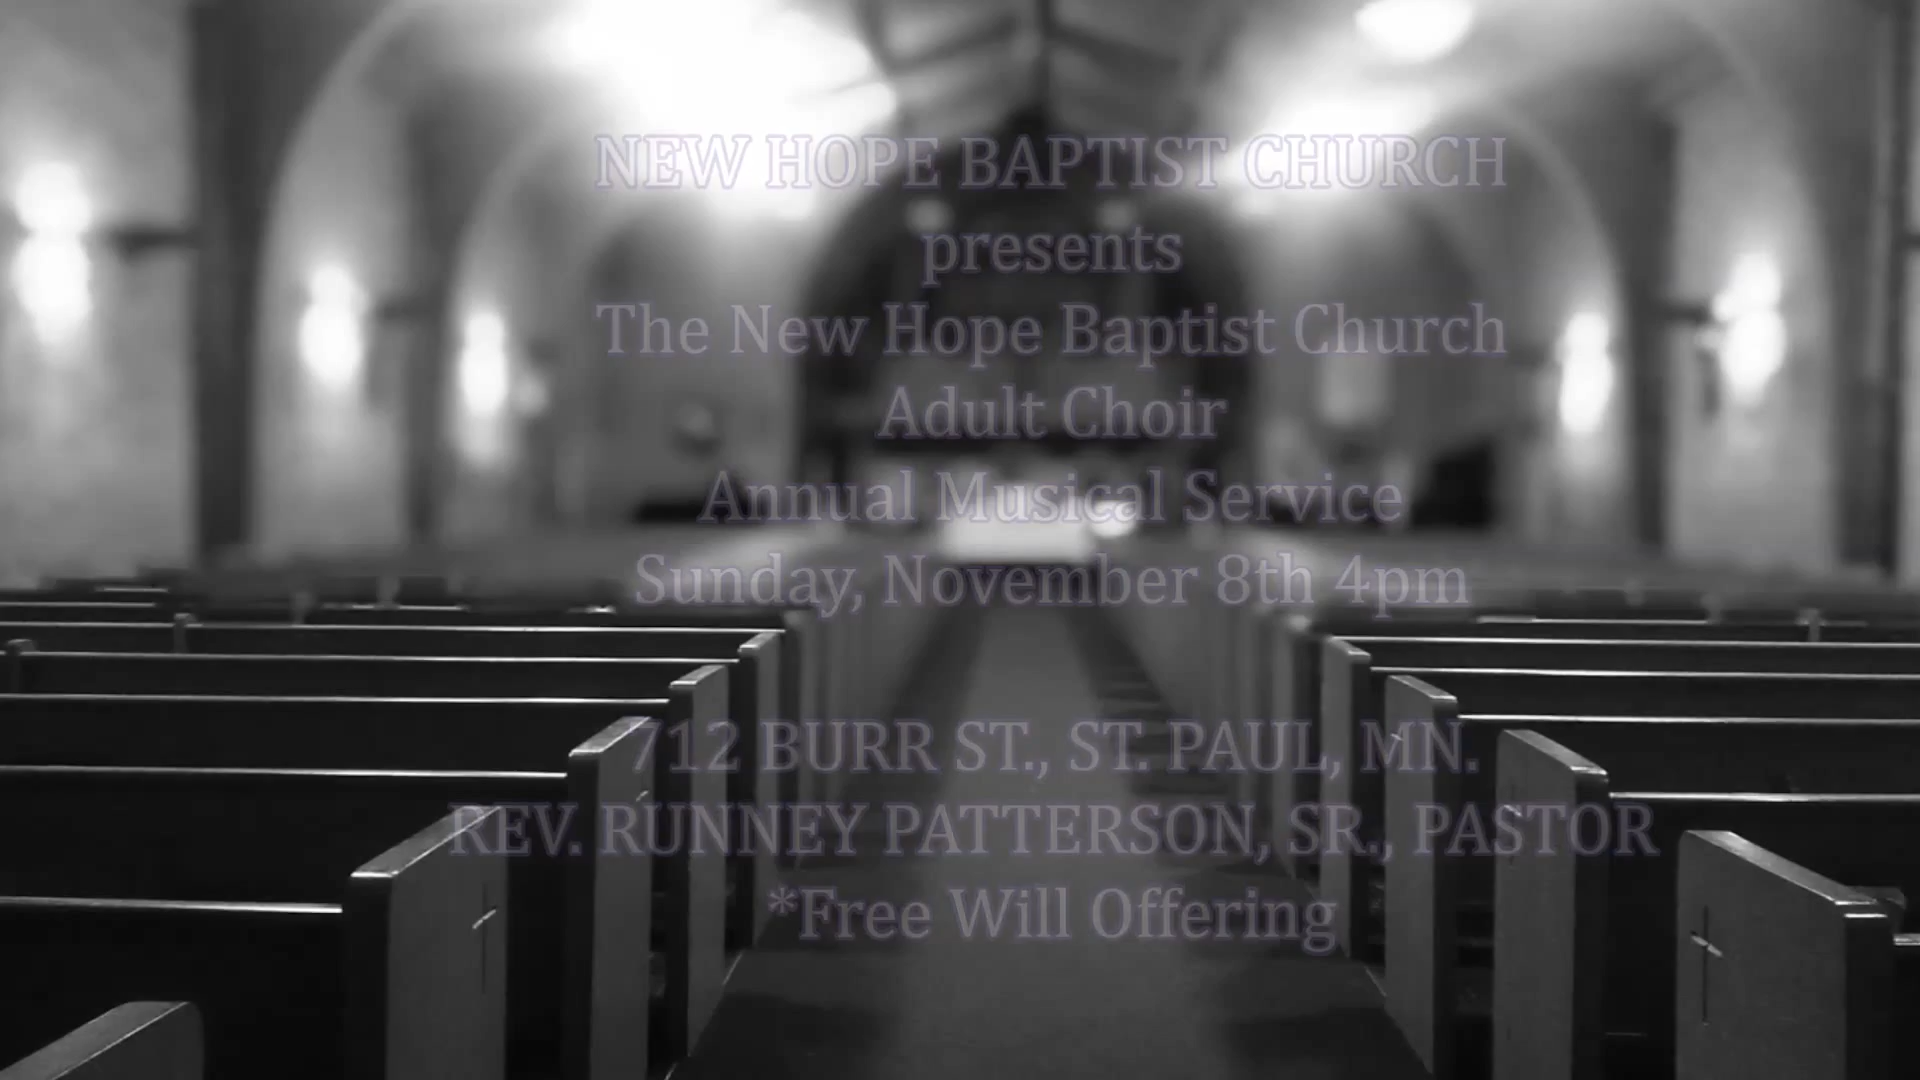 NEW HOPE BAPTIST CHURCH
presents
The New Hope Baptist Church
Adult Choir
Annual Musical Service
Sunday, November 8th 4pm
712 BURR ST., ST. PAUL, MN.
REV. RUNNEY PATTERSON, SR., PASTOR
*Free Will Offering